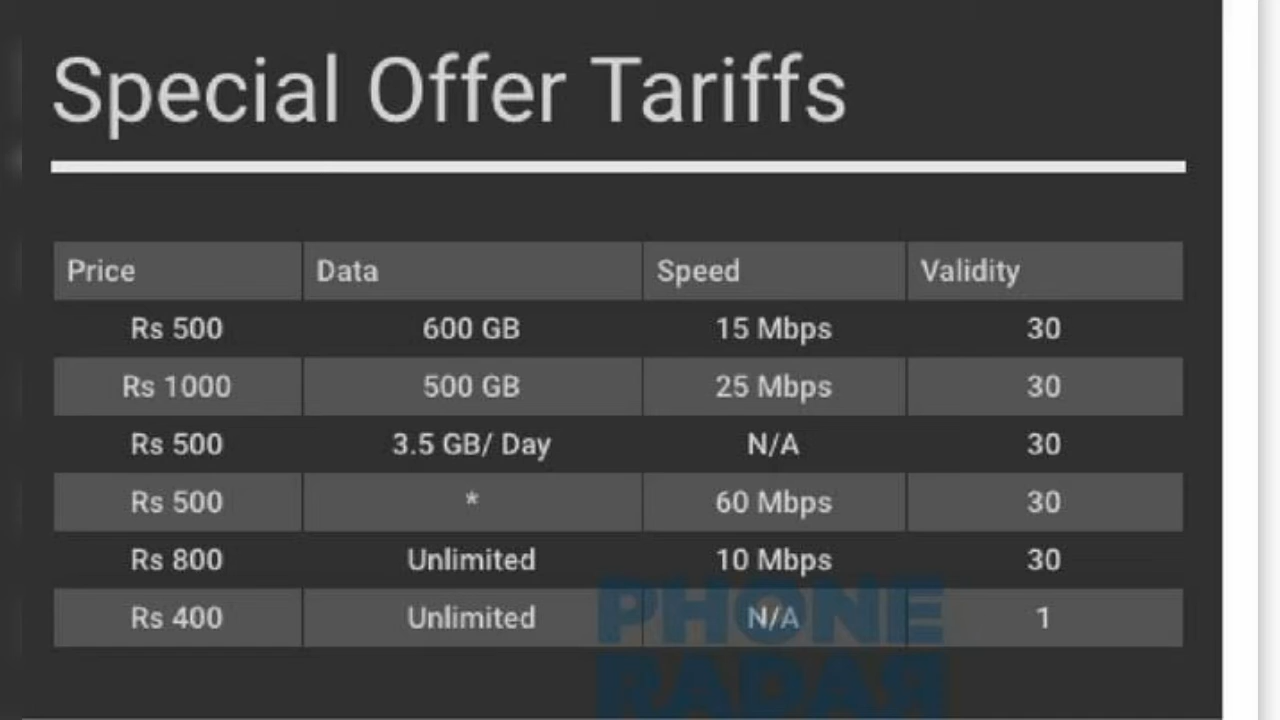 Special Offer Tariffs
Price Data Speed Validity
Rs 500 600 GB 15 Mbps 30
Rs 1000 500 GB 25 Mbps 30
Rs 500 3.5 GB/ Day N/A 30
Rs 500 * 60 Mbps 30
Rs 800 Unlimited 10 Mbps 30
Rs 400 Unlimited N/A 1
PHONE
RADAR